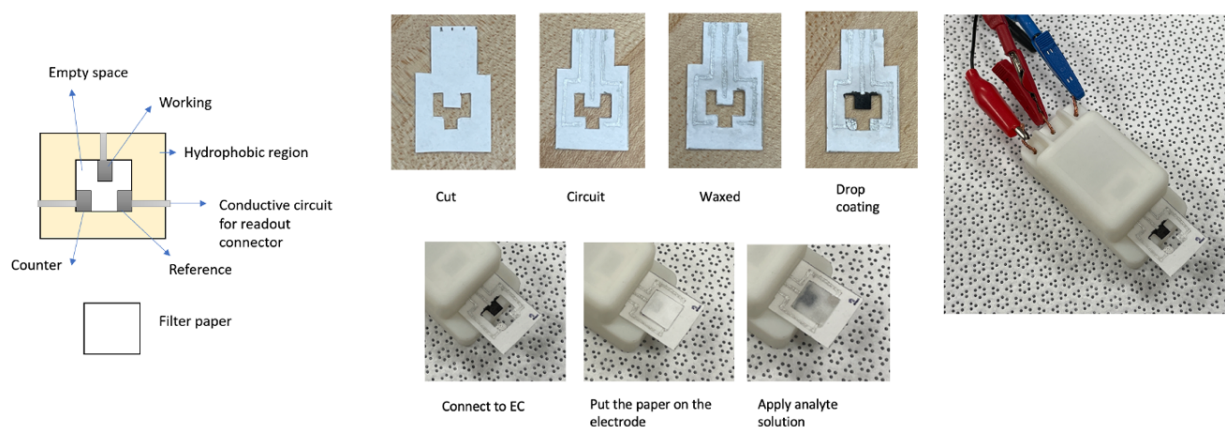 Empty space
Working
Hydrophobic region
Conductive circuit
for readout
connector
Counter
Reference
Filter paper
Cut
Circuit
Waxed
Drop
coating
Connect to EC
Put the paper on the
electrode
Apply analyte
solution